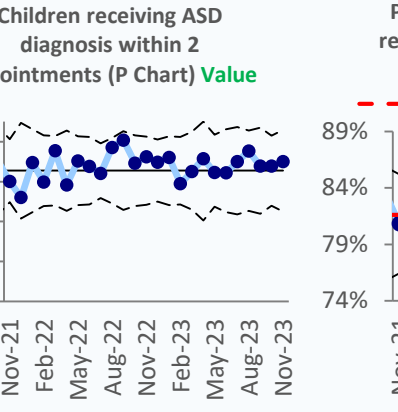 Children receiving ASD
diagnosis within 2
ointments (P Chart) Value
P
re
89%
84%
79%
74%
Nov-21
Feb-22
May-22
Aug-22
Nov-22
Feb-23
May-23
Aug-23
Nov-23